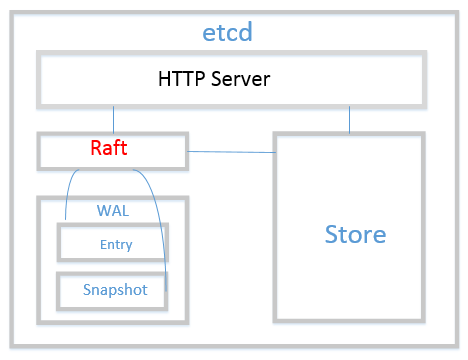 etcd
HTTP Server
Raft
WAL
Entry
Snapshot
Store